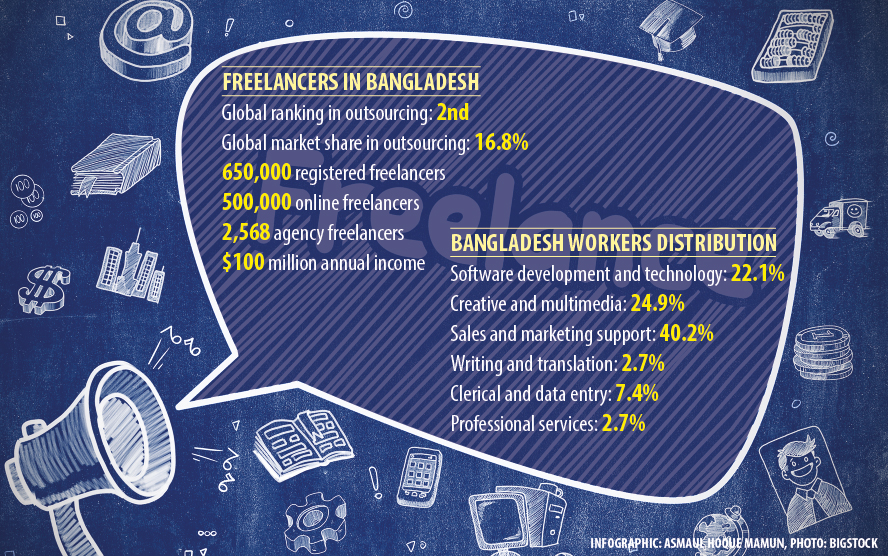 FREELANCERS IN BANGLADESH
Global ranking in outsourcing: 2nd
Global market share in outsourcing: 16.8%
650,000 registered freelancers
500,000 online freelancers
2,568 agency freelancers
$100 million annual income
BANGLADESH WORKERS DISTRIBUTION
Software development and technology: 22.1%
Creative and multimedia: 24.9%
Sales and marketing support: 40.2%
Writing and translation: 2.7%
Clerical and data entry: 7.4%
Professional services: 2.7%
Freelance
@
100
100
100
$
INFOGRAPHIC: ASMAUL HOQUE MAMUN, PHOTO: BIGSTOCK